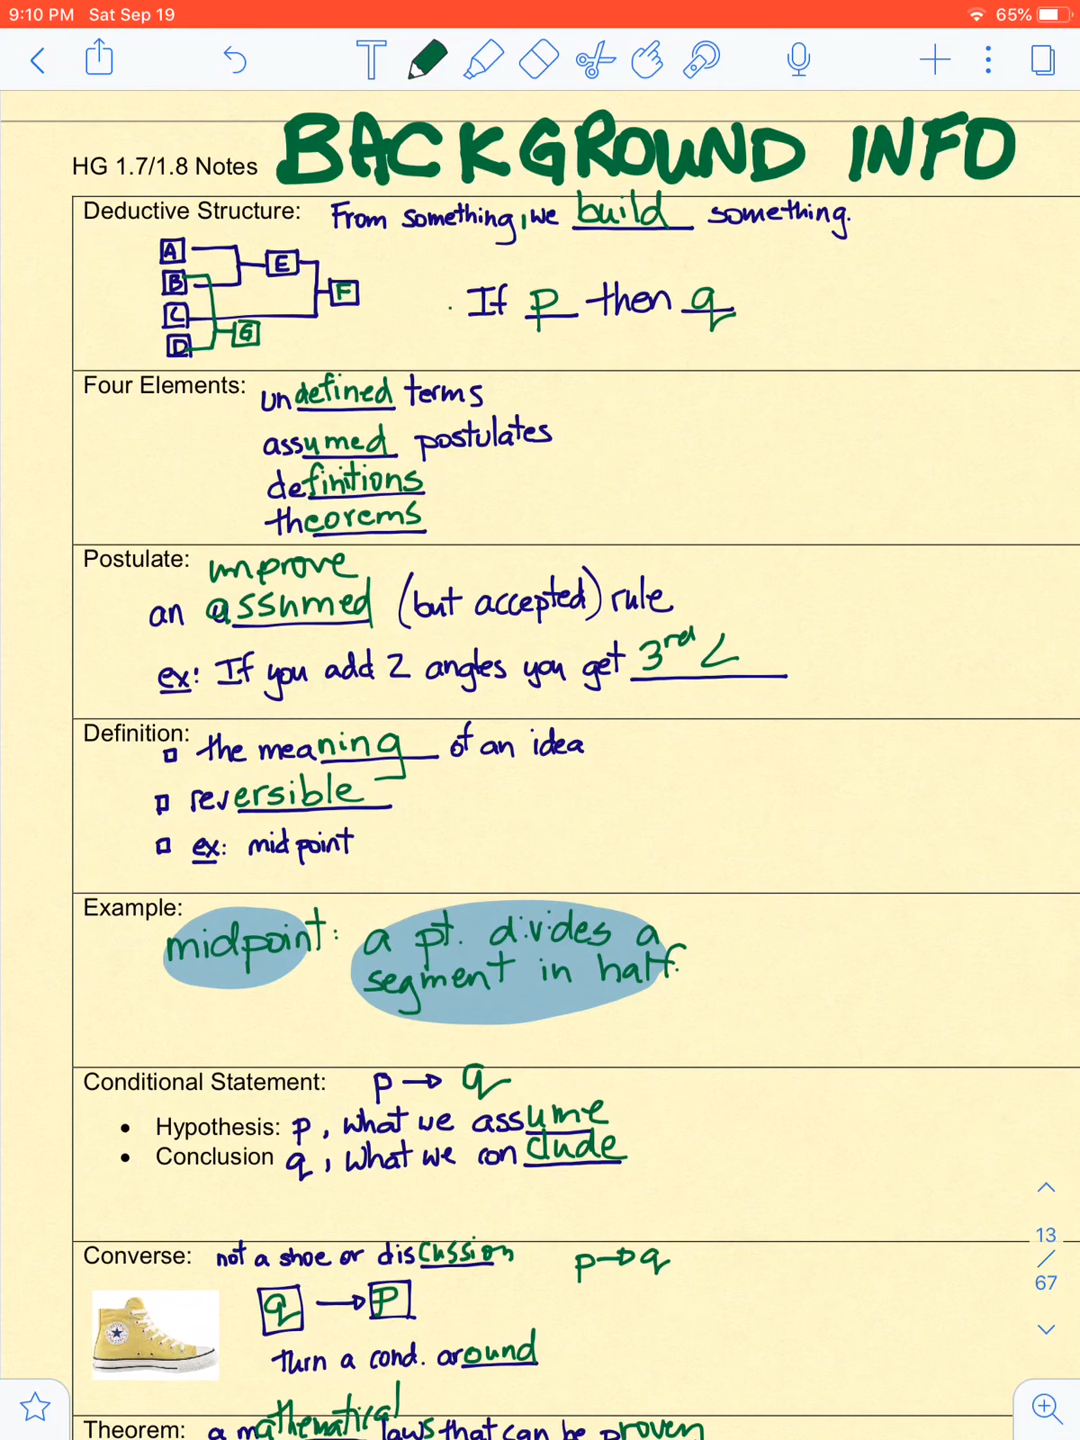 9:10 PM Sat Sep 19
65%
BACKGROUND INFO
HG 1.7/1.8 Notes
Deductive Structure: From something, we build something.
A
E
B
F
C
G
D
If p then q
Four Elements: undefined terms
assumed postulates
definitions
theorems
Postulate: unprove
an assumed (but accepted) rule
ex: If you add 2 angles you get 3rd ∠
Definition: the meaning of an idea
reversible
ex: midpoint
Example:
midpoint: a pt. divides a
segment in half.
Conditional Statement: p → q
• Hypothesis: p, what we assume
• Conclusion q, what we conclude
Converse: not a shoe or discussion p→q
q → p
Turn a cond. around
13
/
67
Theorem: a mathematical laws that can be proven